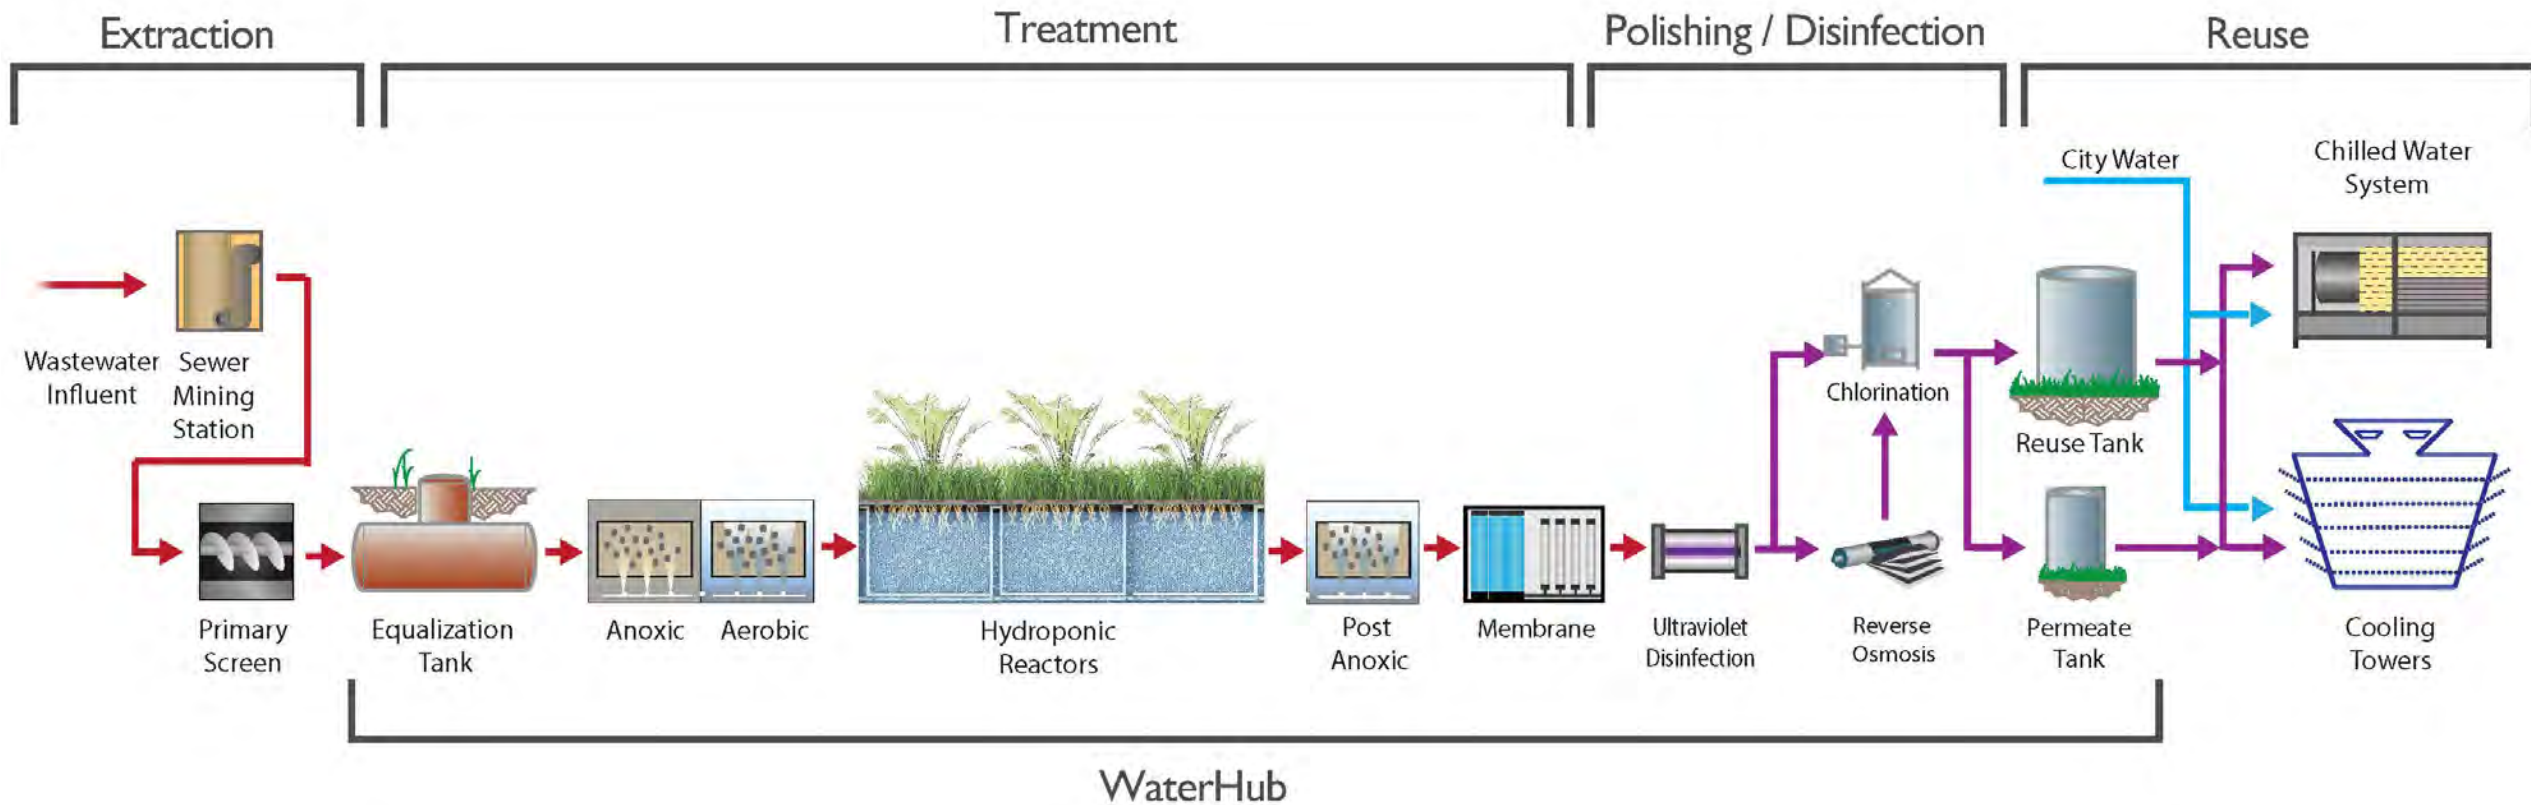 Extraction
Treatment
Polishing / Disinfection
Reuse
City Water
Chilled Water
System
Wastewater
Influent
Sewer
Mining
Station
Chlorination
Reuse Tank
Primary
Screen
Equalization
Tank
Anoxic
Aerobic
Hydroponic
Reactors
Post
Anoxic
Membrane
Ultraviolet
Disinfection
Reverse
Osmosis
Permeate
Tank
Cooling
Towers
WaterHub